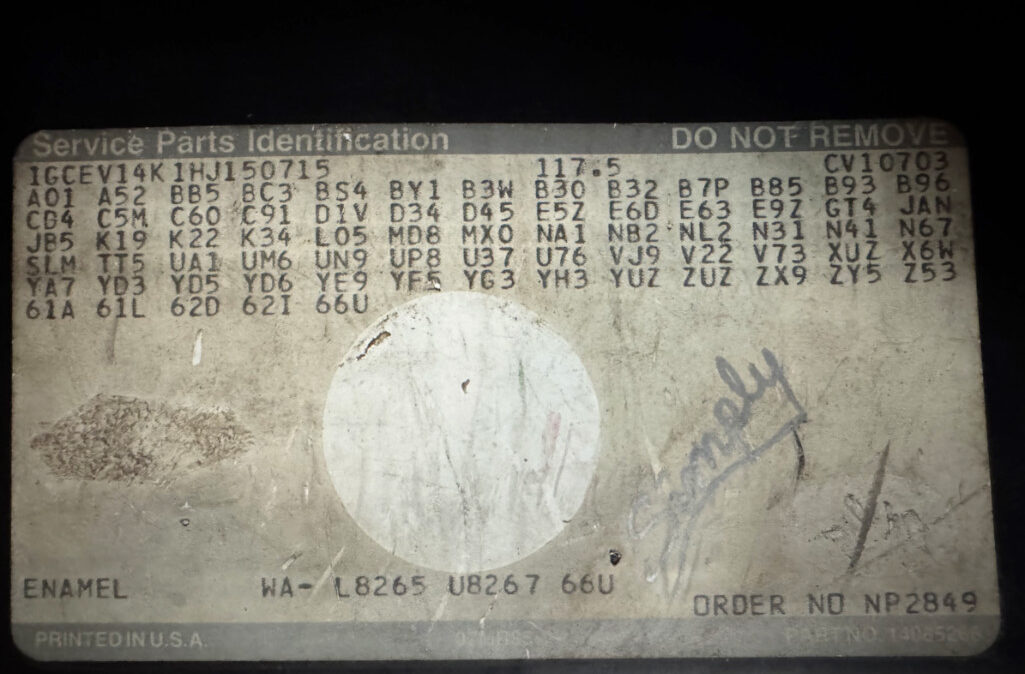 Service Parts Identification DO NOT REMOVE
1GCEV14K1HJ150715 117.5 CV10703
A01 A52 BB5 BC3 BS4 BY1 B3W B30 B32 B7P B85 B93 B96
CG4 C5M C60 C91 D1V D34 D45 E5Z E6D E63 E9Z GT4 JAN
JB5 K19 K22 K34 L05 MD8 MX0 NA1 NB2 NL2 N31 N41 N67
SLM TT5 UA1 UM6 UN9 UP8 U37 U76 VJ9 V22 V73 XUZ X6W
YA7 YD3 YD5 YD6 YE9 YF5 YG3 YH3 YUZ ZUZ ZX9 ZY5 Z53
61A 61L 62D 62I 66U
ENAMEL WA- L8265 U8267 66U
ORDER NO NP2849
PRINTED IN U.S.A. PART NO.